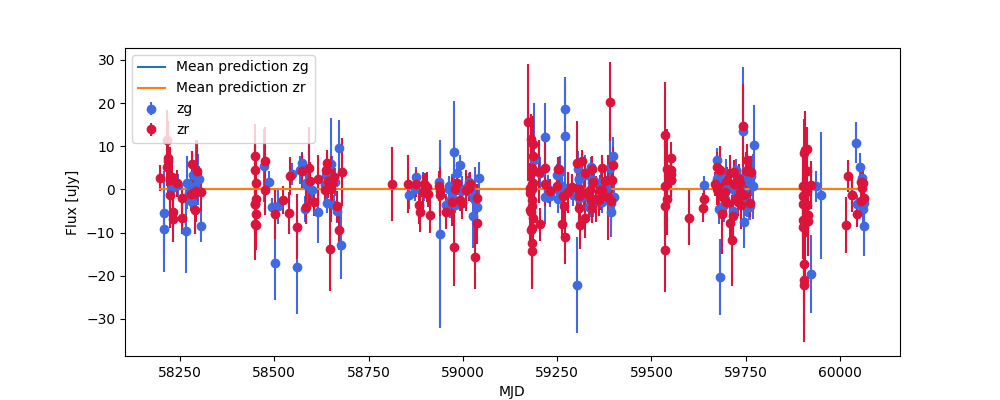 Mean prediction zg
Mean prediction zr
zg
zr
Flux [uJy]
30
20
10
0
−10
−20
−30
58250
58500
58750
59000
59250
59500
59750
60000
MJD